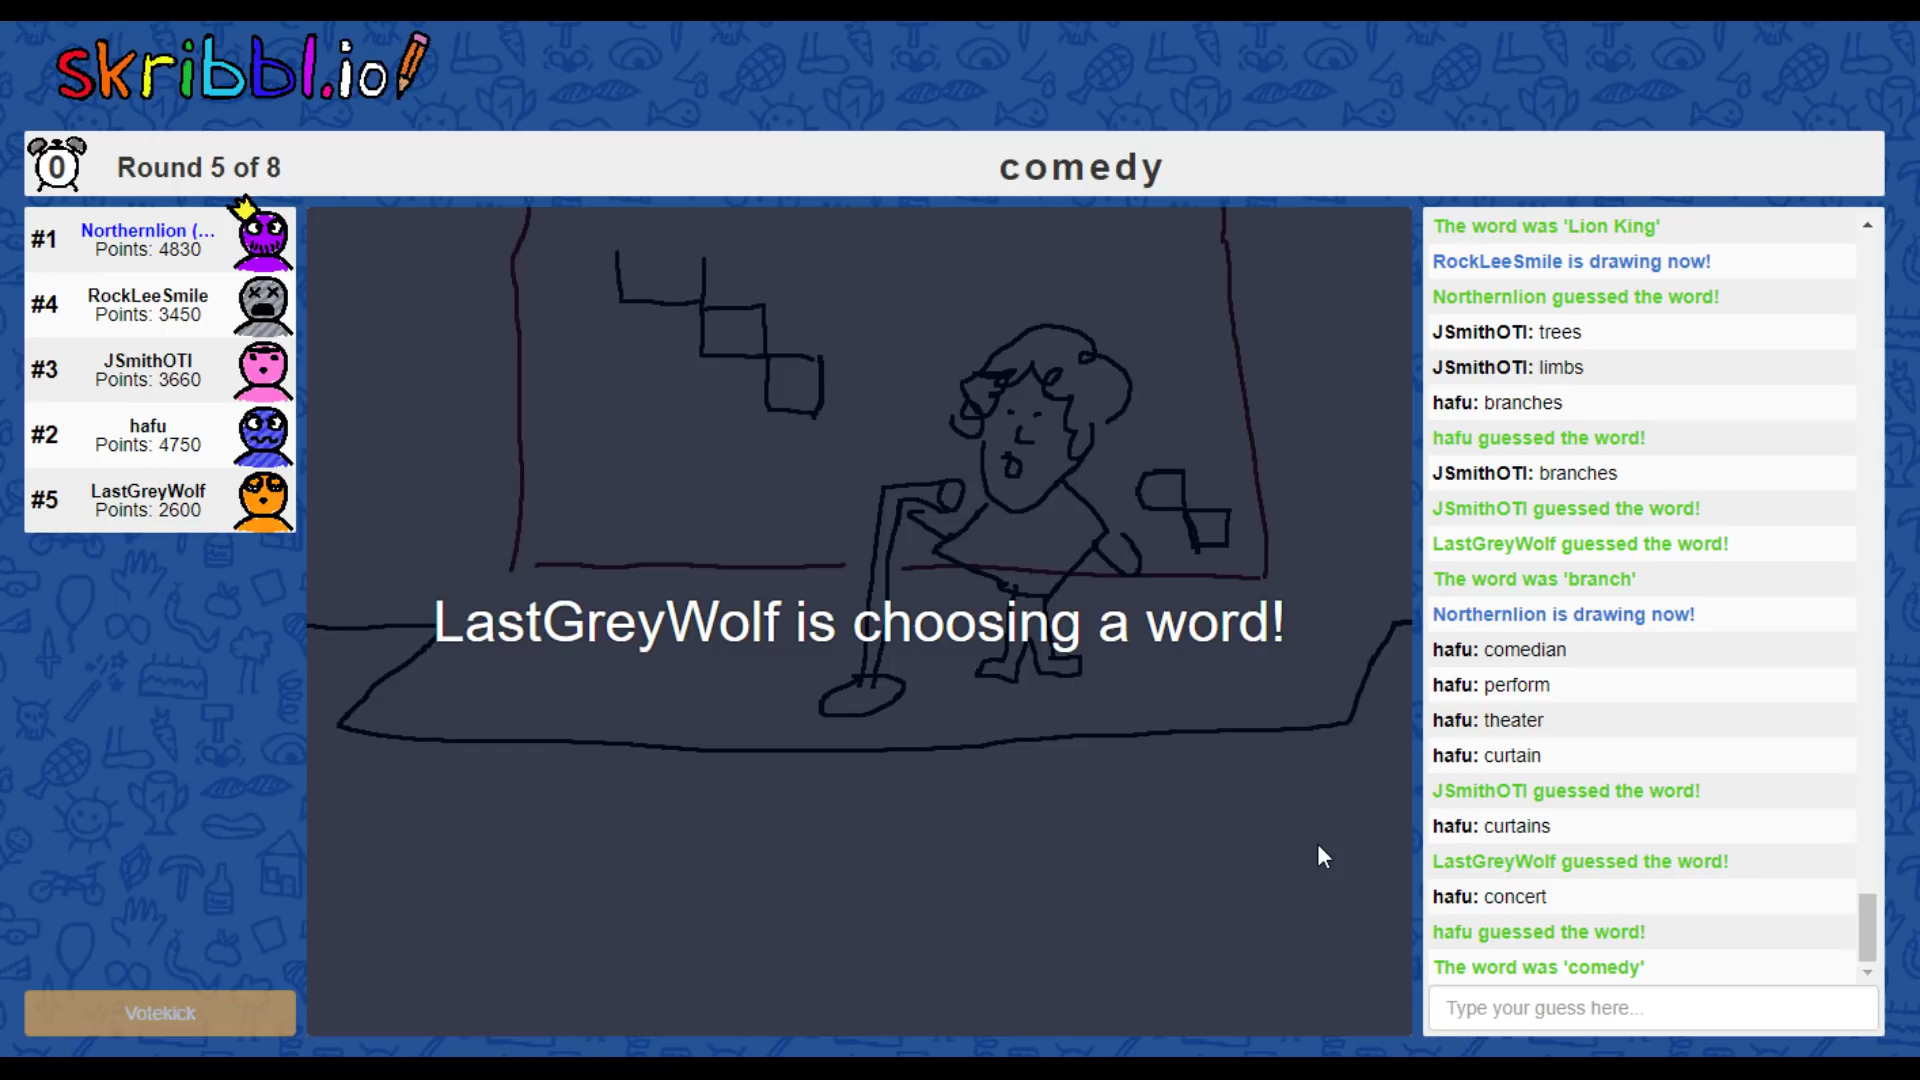 skribbl.io
0
Round 5 of 8
comedy
#1
Northernlion (...
Points: 4830
#4
RockLeeSmile
Points: 3450
#3
JSmithOTI
Points: 3660
#2
hafu
Points: 4750
#5
LastGreyWolf
Points: 2600
Votekick
LastGreyWolf is choosing a word!
The word was 'Lion King'
RockLeeSmile is drawing now!
Northernlion guessed the word!
JSmithOTI: trees
JSmithOTI: limbs
hafu: branches
hafu guessed the word!
JSmithOTI: branches
JSmithOTI guessed the word!
LastGreyWolf guessed the word!
The word was 'branch'
Northernlion is drawing now!
hafu: comedian
hafu: perform
hafu: theater
hafu: curtain
JSmithOTI guessed the word!
hafu: curtains
LastGreyWolf guessed the word!
hafu: concert
hafu guessed the word!
The word was 'comedy'
Type your guess here...